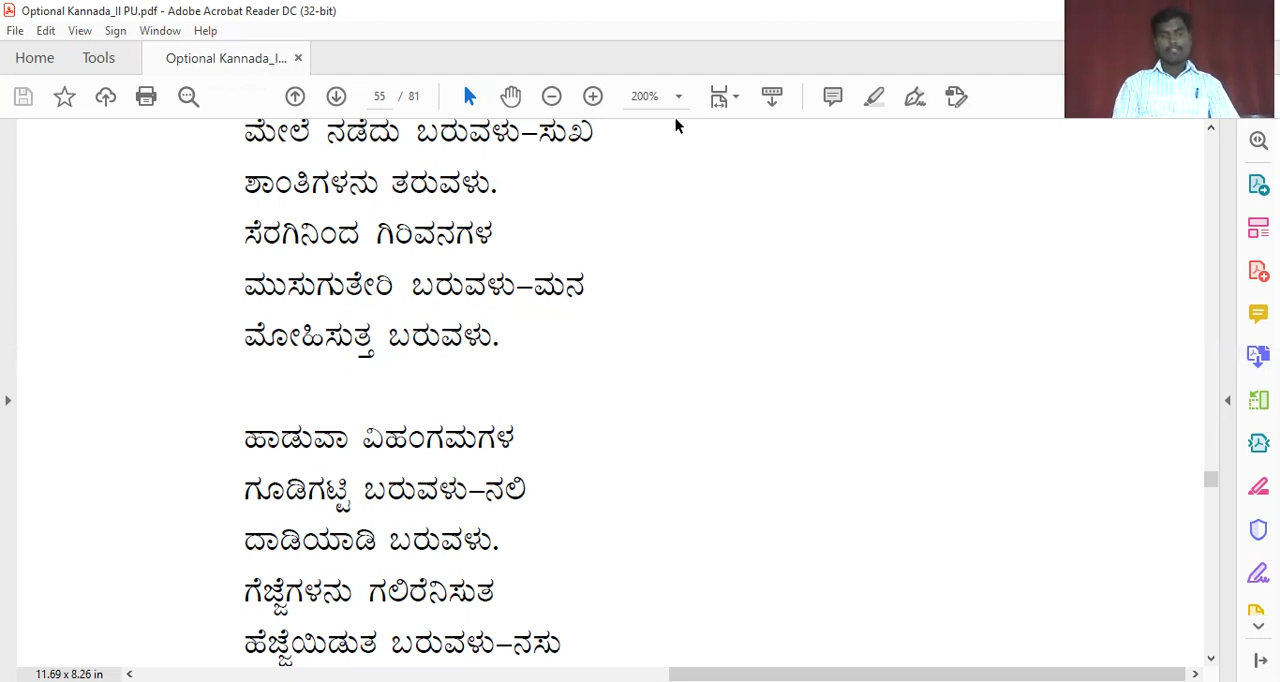 Optional Kannada_II PU.pdf - Adobe Acrobat Reader DC (32-bit)
File Edit View Sign Window Help
Home Tools Optional Kannada_I... ×
55 / 81 200%
ಮೇಲೆ ನಡೆದು ಬರುವಳು–ಸುಖ
ಶಾಂತಿಗಳನು ತರುವಳು.
ಸೆರಗಿನಿಂದ ಗಿರಿವನಗಳ
ಮುಸುಗುತೇರಿ ಬರುವಳು–ಮನ
ಮೋಹಿಸುತ್ತ ಬರುವಳು.
ಹಾಡುವಾ ವಿಹಂಗಮಗಳ
ಗೂಡಿಗಟ್ಟಿ ಬರುವಳು–ನಲಿ
ದಾಡಿಯಾಡಿ ಬರುವಳು.
ಗೆಜ್ಜೆಗಳನು ಗಲಿರೆನಿಸುತ
ಹೆಜ್ಜೆಯಿಡುತ ಬರುವಳು–ನಸು
11.69 x 8.26 in